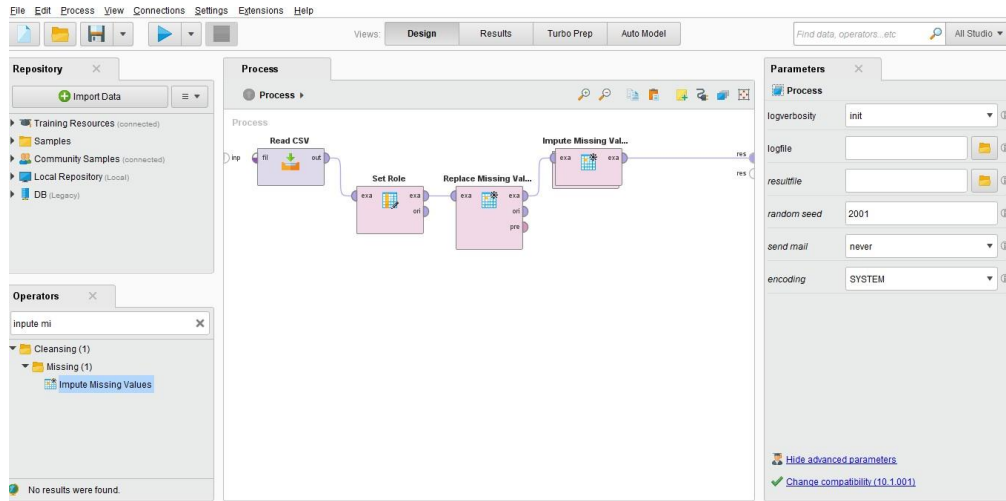 File Edit Process View Connections Settings Extensions Help
Views: Design Results Turbo Prep Auto Model
Find data, operators...etc
All Studio
Repository
Import Data
Training Resources (connected)
Samples
Community Samples (connected)
Local Repository (Local)
DB (Legacy)
Operators
inpute mi
Cleansing (1)
Missing (1)
Impute Missing Values
No results were found.
Process
Process
Process
Read CSV
inp fil out
Set Role
exa exa
ori
Replace Missing Val...
exa exa
ori
pre
Impute Missing Val...
exa exa
res
res
Parameters
Process
logverbosity init
logfile
resultfile
random seed 2001
send mail never
encoding SYSTEM
Hide advanced parameters
Change compatibility (10.1.001)